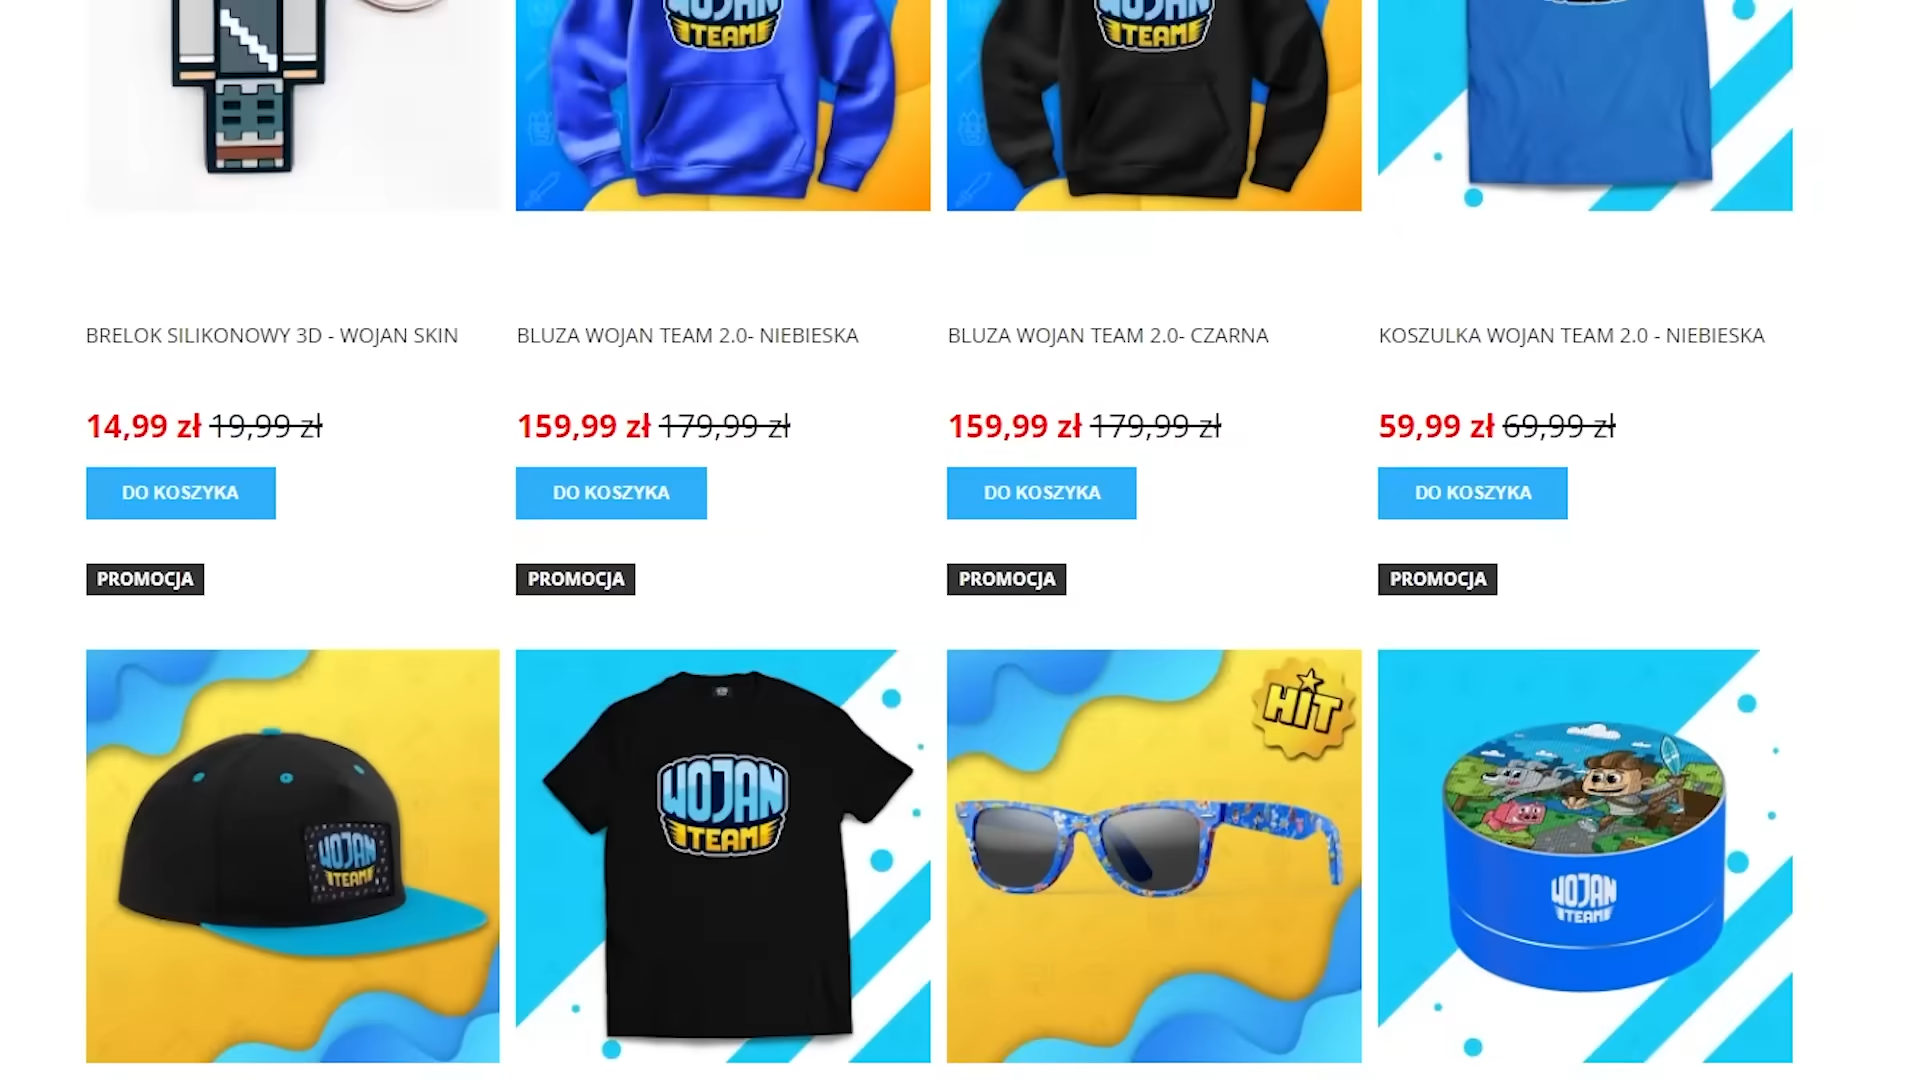 WOJAN
TEAM
WOJAN
TEAM
BRELOK SILIKONOWY 3D - WOJAN SKIN
BLUZA WOJAN TEAM 2.0- NIEBIESKA
BLUZA WOJAN TEAM 2.0- CZARNA
KOSZULKA WOJAN TEAM 2.0 - NIEBIESKA
14,99 zł 19,99 zł
159,99 zł 179,99 zł
159,99 zł 179,99 zł
59,99 zł 69,99 zł
DO KOSZYKA
DO KOSZYKA
DO KOSZYKA
DO KOSZYKA
PROMOCJA
PROMOCJA
PROMOCJA
PROMOCJA
WOJAN
TEAM
WOJAN
TEAM
HIT
WOJAN
TEAM